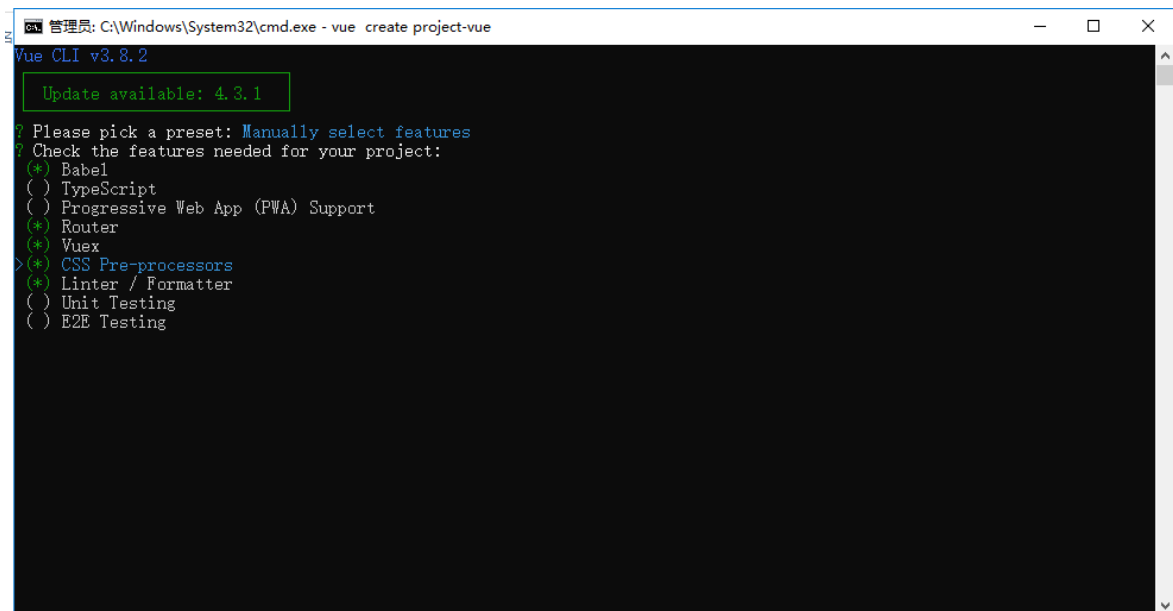 管理员: C:\Windows\System32\cmd.exe - vue  create project-vue
Vue CLI v3.8.2
Update available: 4.3.1
? Please pick a preset: Manually select features
? Check the features needed for your project:
(*) Babel
( ) TypeScript
( ) Progressive Web App (PWA) Support
(*) Router
(*) Vuex
>(*) CSS Pre-processors
(*) Linter / Formatter
( ) Unit Testing
( ) E2E Testing